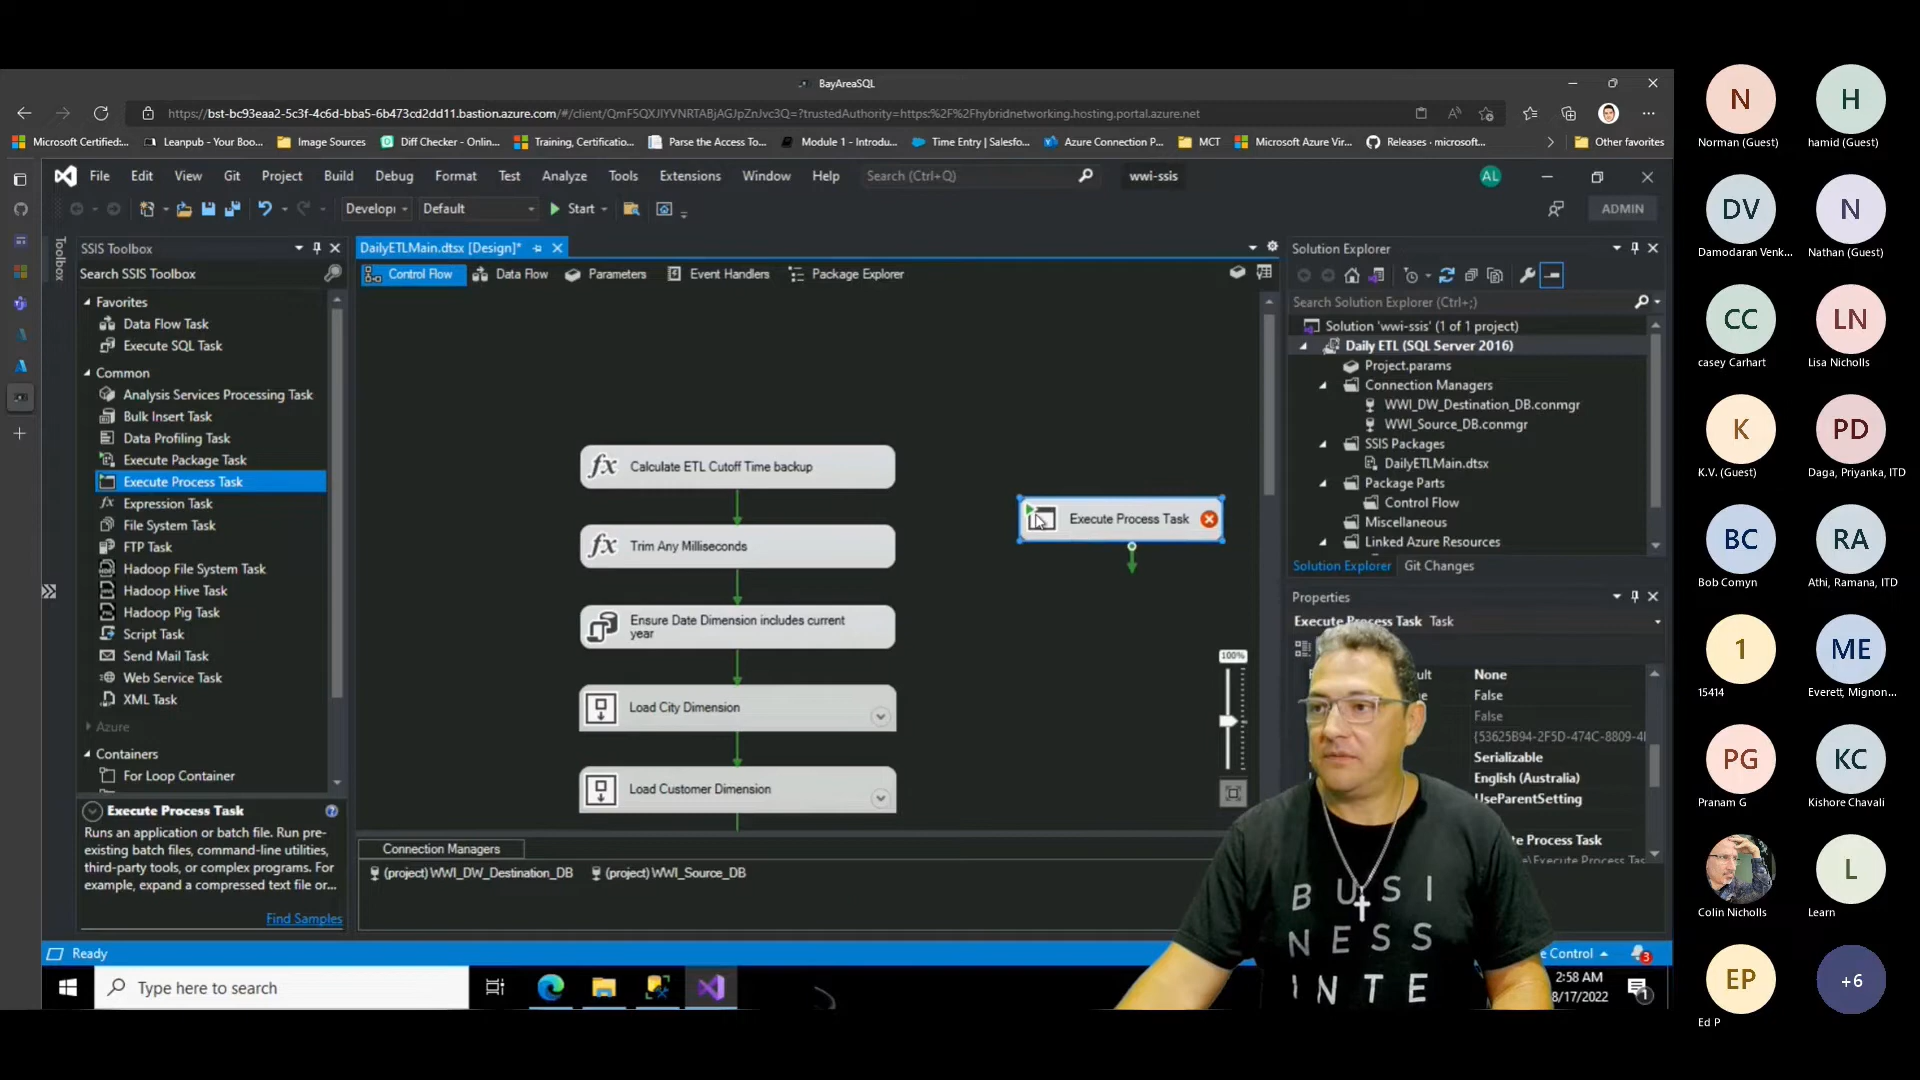 BayAreaSQL
https://bst-bc93eaa2-5c3f-4c6d-bba5-6b473cd2dd11.bastion.azure.com/#/client/QmF5QXJlYVNRTABjAGJpZnJvc3Q=?trustedAuthority=https%2F%2Fhybridnetworking.hosting.portal.azure.net
Microsoft Certified:...
Leanpub - Your Boo...
Image Sources
Diff Checker - Onlin...
Training, Certificatio...
Parse the Access To...
Module 1 - Introdu...
Time Entry | Salesfo...
Azure Connection P...
MCT
Microsoft Azure Vir...
Releases · microsoft...
Other favorites
File Edit View Git Project Build Debug Format Test Analyze Tools Extensions Window Help
Search (Ctrl+Q)
wwi-ssis
AL
Developi
Default
Start
ADMIN
Toolbox
SSIS Toolbox
Search SSIS Toolbox
Favorites
Data Flow Task
Execute SQL Task
Common
Analysis Services Processing Task
Bulk Insert Task
Data Profiling Task
Execute Package Task
Execute Process Task
Expression Task
File System Task
FTP Task
Hadoop File System Task
Hadoop Hive Task
Hadoop Pig Task
Script Task
Send Mail Task
Web Service Task
XML Task
Azure
Containers
For Loop Container
Execute Process Task
Runs an application or batch file. Run pre-
existing batch files, command-line utilities,
third-party tools, or complex programs. For
example, expand a compressed text file or...
Find Samples
DailyETLMain.dtsx [Design]*
Control Flow
Data Flow
Parameters
Event Handlers
Package Explorer
fx Calculate ETL Cutoff Time backup
fx Trim Any Milliseconds
Ensure Date Dimension includes current
year
Load City Dimension
Load Customer Dimension
Execute Process Task
100%
Connection Managers
(project) WWI_DW_Destination_DB
(project) WWI_Source_DB
Solution Explorer
Search Solution Explorer (Ctrl+;)
Solution 'wwi-ssis' (1 of 1 project)
Daily ETL (SQL Server 2016)
Project.params
Connection Managers
WWI_DW_Destination_DB.conmgr
WWI_Source_DB.conmgr
SSIS Packages
DailyETLMain.dtsx
Package Parts
Control Flow
Miscellaneous
Linked Azure Resources
Solution Explorer
Git Changes
Properties
Execute Process Task Task
None
False
False
{53625B94-2F5D-474C-8809-4
Serializable
English (Australia)
UseParentSetting
Process Task
BUSI
NESS
INTE
Ready
Control
3
Type here to search
2:58 AM
8/17/2022
1
N
Norman (Guest)
H
hamid (Guest)
DV
Damodaran Venk...
N
Nathan (Guest)
CC
casey Carhart
LN
Lisa Nicholls
K
K.V. (Guest)
PD
Daga, Priyanka, ITD
BC
Bob Comyn
RA
Athi, Ramana, ITD
1
15414
ME
Everett, Mignon...
PG
Pranam G
KC
Kishore Chavali
Colin Nicholls
L
Learn
EP
Ed P
+6